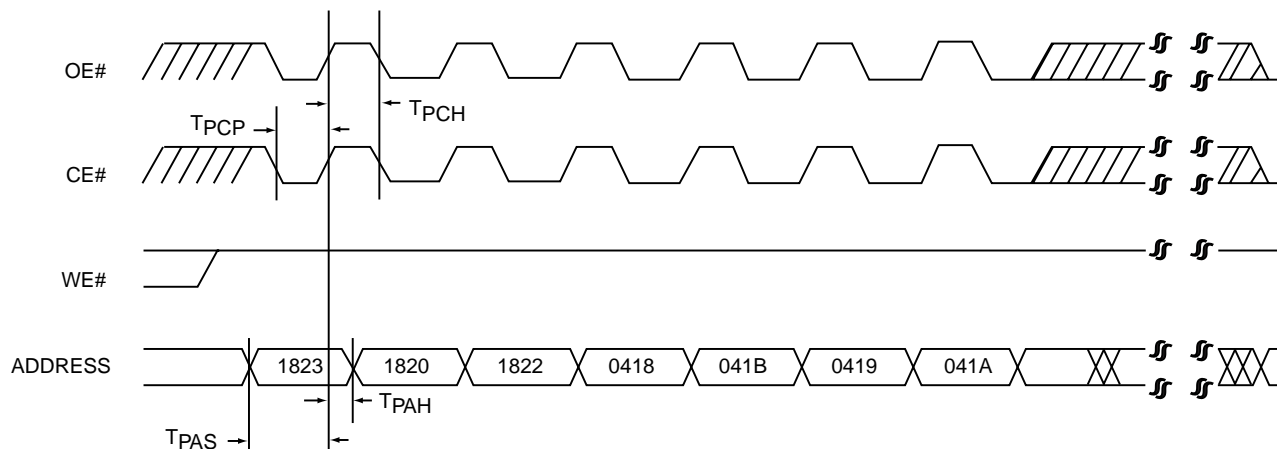 OE#
TPCH
TPCP
CE#
WE#
ADDRESS 1823 1820 1822 0418 041B 0419 041A
TPAH
TPAS